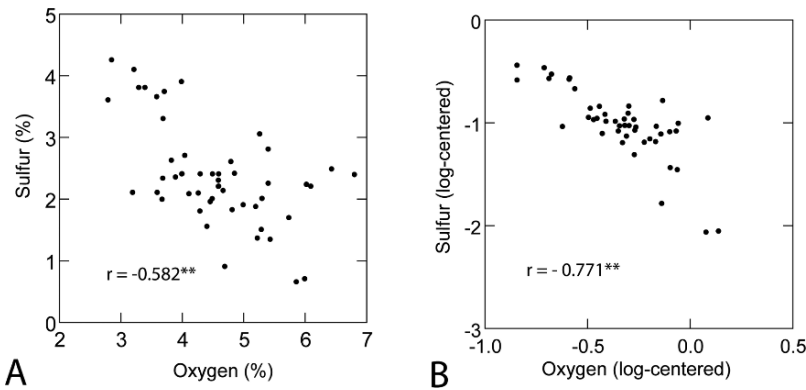 5
4
3
2
1
0
Sulfur (%)
r = -0.582**
2 3 4 5 6 7
Oxygen (%)
A
0
-1
-2
-3
Sulfur (log-centered)
r = - 0.771**
-1.0 -0.5 0.0 0.5
Oxygen (log-centered)
B